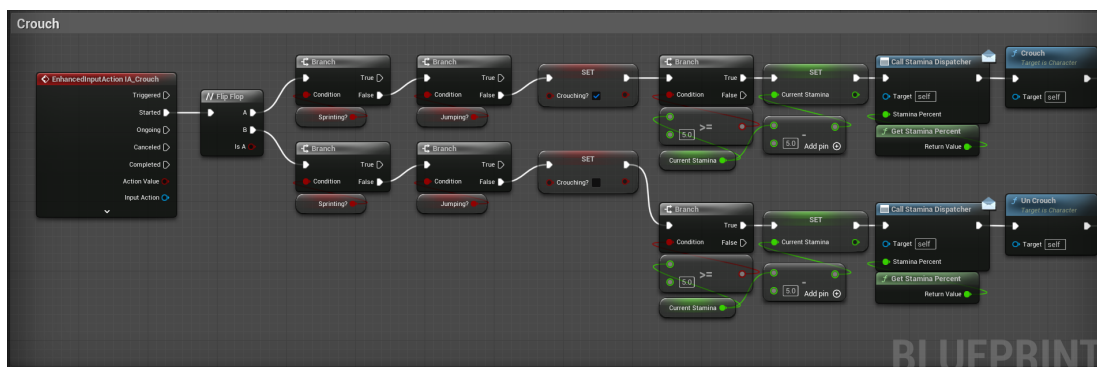 Crouch
EnhancedInputAction IA_Crouch
Triggered
Started
Ongoing
Canceled
Completed
Action Value
Input Action
Flip Flop
A
B
Is A
Branch
True
Condition False
Sprinting?
Branch
True
Condition False
Jumping?
SET
Crouching?
Branch
True
Condition False
>=
5.0
Current Stamina
SET
Current Stamina
-
5.0 Add pin
Call Stamina Dispatcher
Target self
Stamina Percent
Get Stamina Percent
Return Value
Crouch
Target is Character
Target self
Branch
True
Condition False
Sprinting?
Branch
True
Condition False
Jumping?
SET
Crouching?
Branch
True
Condition False
>=
5.0
Current Stamina
SET
Current Stamina
-
5.0 Add pin
Call Stamina Dispatcher
Target self
Stamina Percent
Get Stamina Percent
Return Value
Un Crouch
Target is Character
Target self
BLUEPRINT